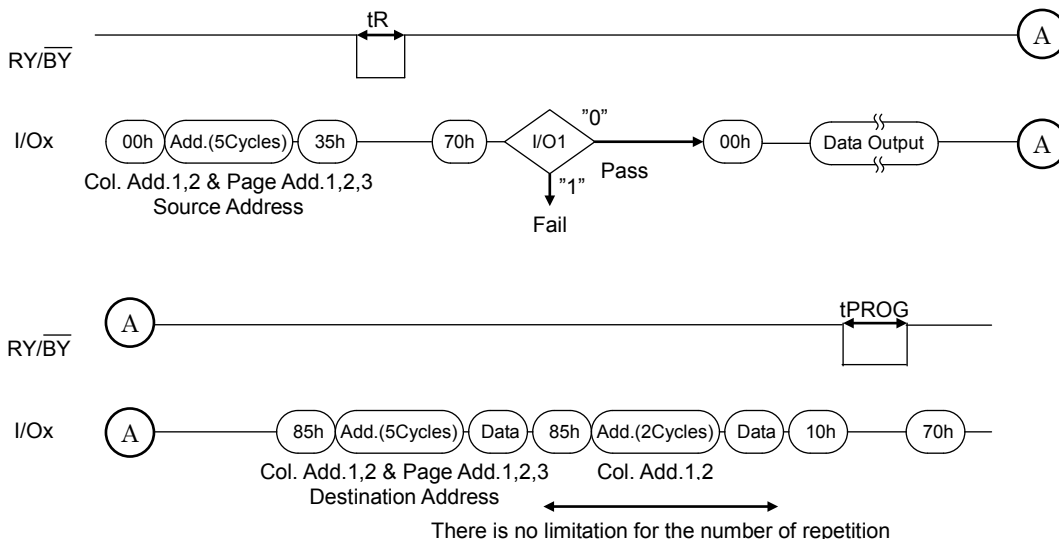 tR
RY/BY A
I/Ox 00h Add.(5Cycles) 35h 70h I/O1 "0" 00h Data Output A
Pass
"1"
Col. Add.1,2 & Page Add.1,2,3
Source Address
Fail
A tPROG
RY/BY
I/Ox A 85h Add.(5Cycles) Data 85h Add.(2Cycles) Data 10h 70h
Col. Add.1,2 & Page Add.1,2,3 Col. Add.1,2
Destination Address
There is no limitation for the number of repetition